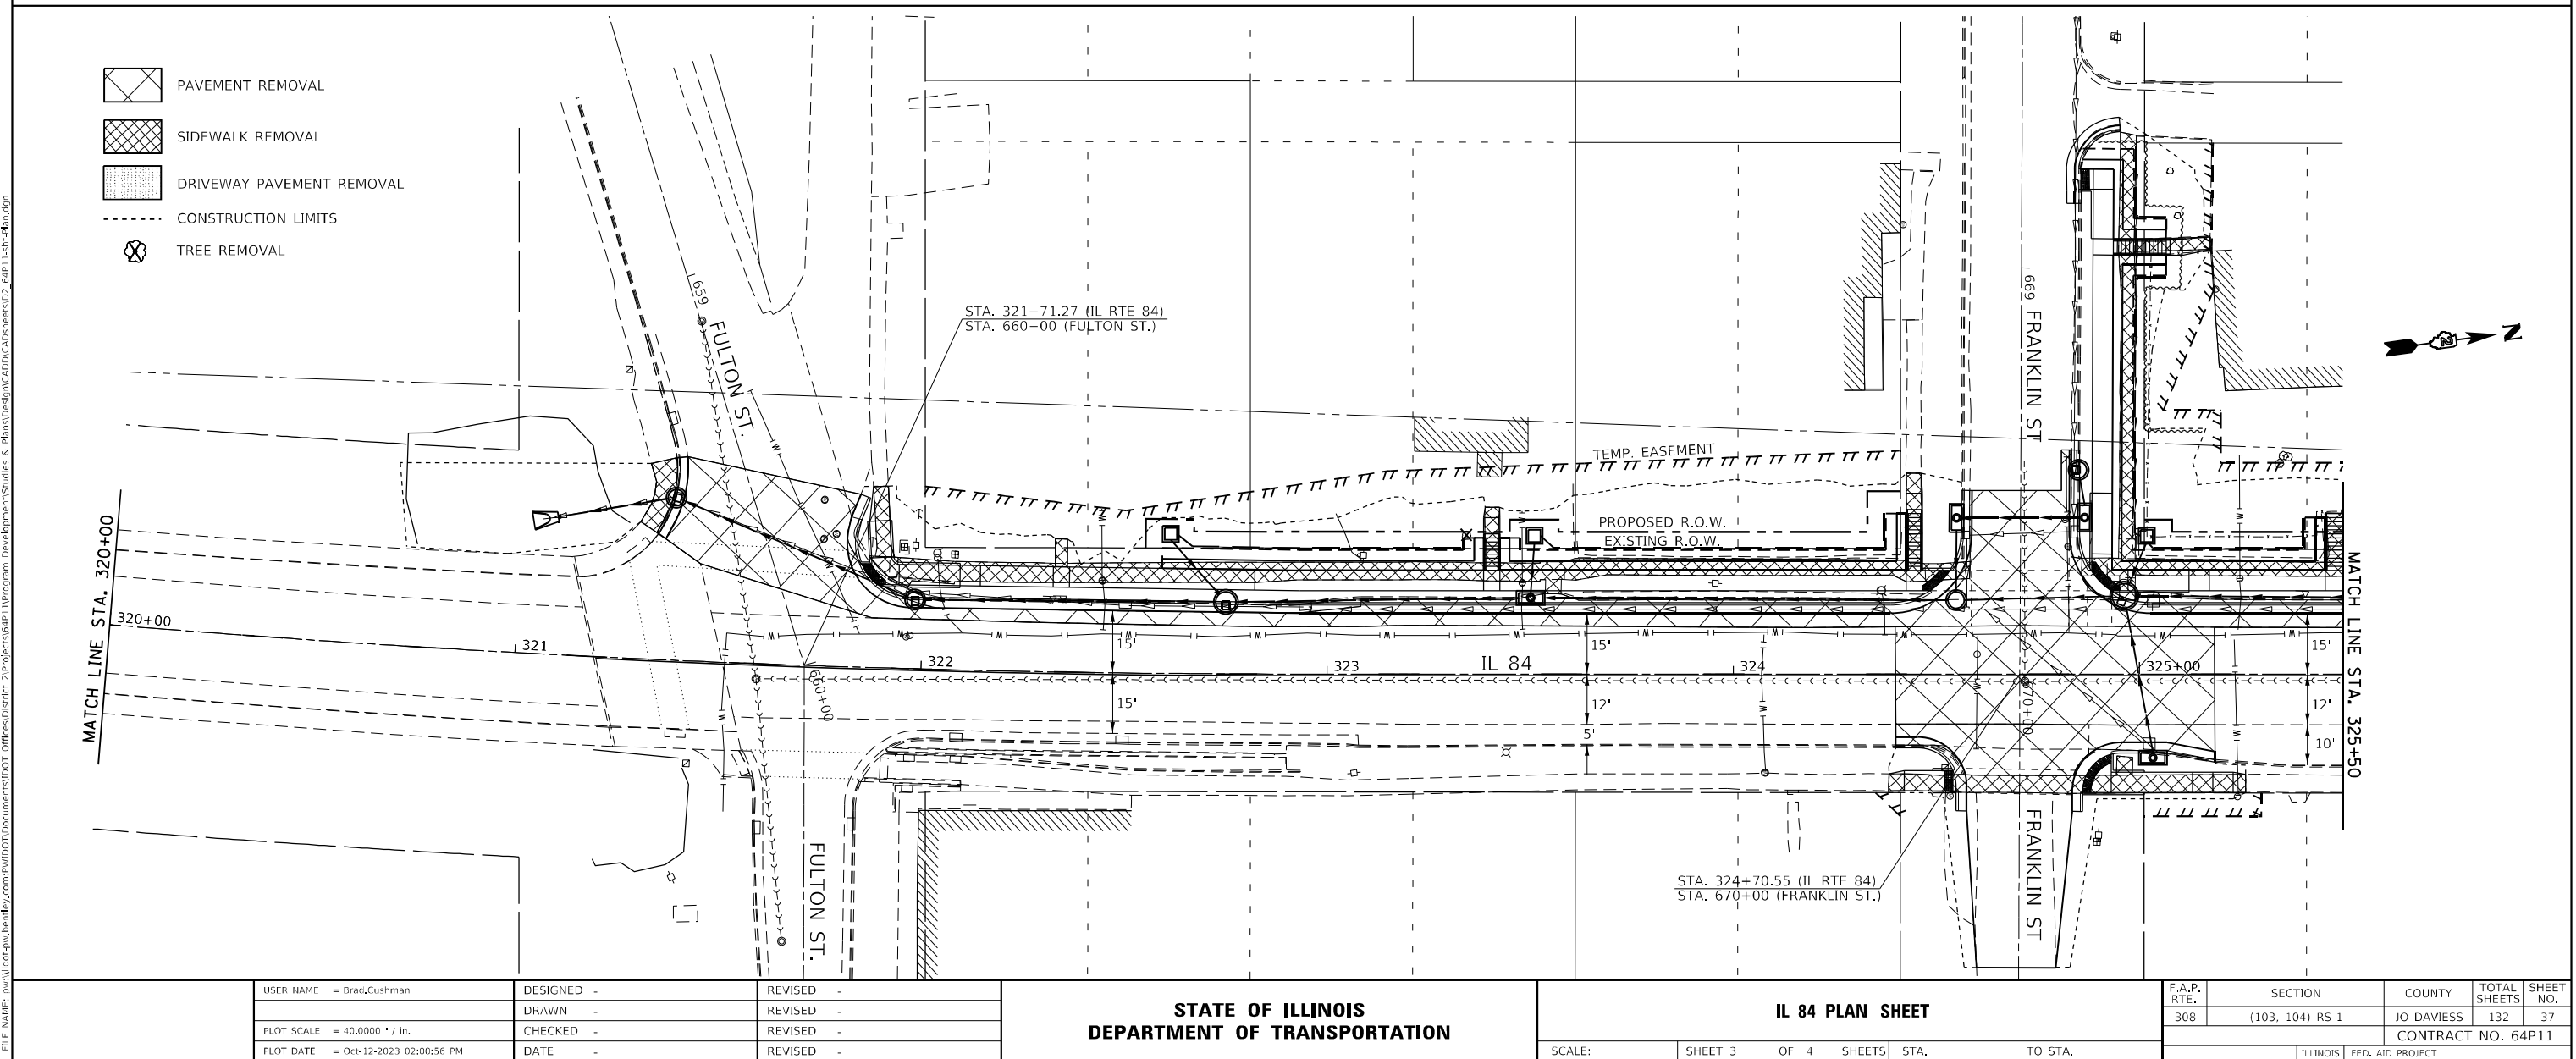 PAVEMENT REMOVAL
SIDEWALK REMOVAL
DRIVEWAY PAVEMENT REMOVAL
CONSTRUCTION LIMITS
TREE REMOVAL
MATCH LINE STA. 320+00
320+00
321
322
323
324
325+00
IL 84
659
FULTON ST.
660+00
FULTON ST.
STA. 321+71.27 (IL RTE 84)
STA. 660+00 (FULTON ST.)
TEMP. EASEMENT
PROPOSED R.O.W.
EXISTING R.O.W.
669
FRANKLIN ST
670+00
FRANKLIN ST
STA. 324+70.55 (IL RTE 84)
STA. 670+00 (FRANKLIN ST.)
15'
15'
15'
12'
5'
15'
12'
10'
N
2
MATCH LINE STA. 325+50
USER NAME = Brad.Cushman
PLOT SCALE = 40.0000 ' / in.
PLOT DATE = Oct-12-2023 02:00:56 PM
DESIGNED -
DRAWN -
CHECKED -
DATE -
REVISED -
REVISED -
REVISED -
REVISED -
STATE OF ILLINOIS
DEPARTMENT OF TRANSPORTATION
IL 84 PLAN SHEET
SCALE: SHEET 3 OF 4 SHEETS STA. TO STA.
F.A.P. RTE. SECTION COUNTY TOTAL SHEETS SHEET NO.
308 (103, 104) RS-1 JO DAVIESS 132 37
CONTRACT NO. 64P11
ILLINOIS FED. AID PROJECT